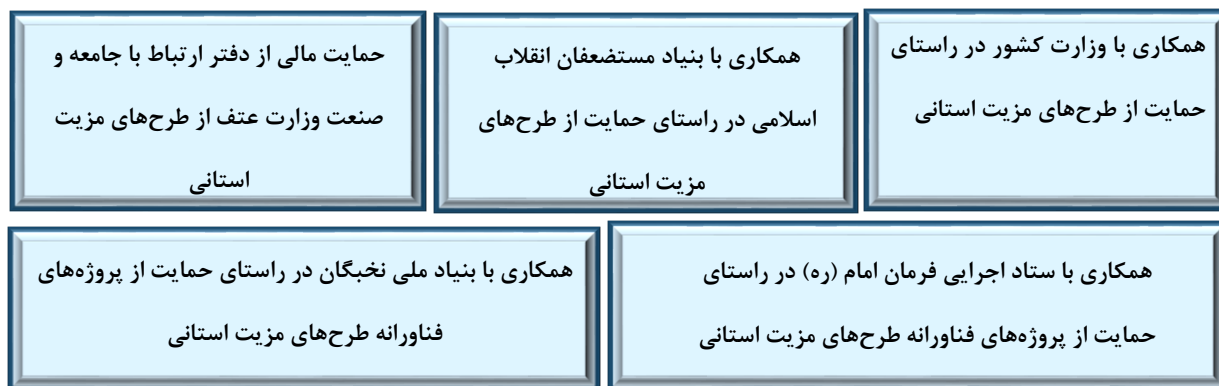 همکاری با وزارت کشور در راستای
حمایت از طرح‌های مزیت استانی
همکاری با بنیاد مستضعفان انقلاب
اسلامی در راستای حمایت از طرح‌های
مزیت استانی
حمایت مالی از دفتر ارتباط با جامعه و
صنعت وزارت عتف از طرح‌های مزیت
استانی
همکاری با ستاد اجرایی فرمان امام (ره) در راستای
حمایت از پروژه‌های فناورانه طرح‌های مزیت استانی
همکاری با بنیاد ملی نخبگان در راستای حمایت از پروژه‌های
فناورانه طرح‌های مزیت استانی